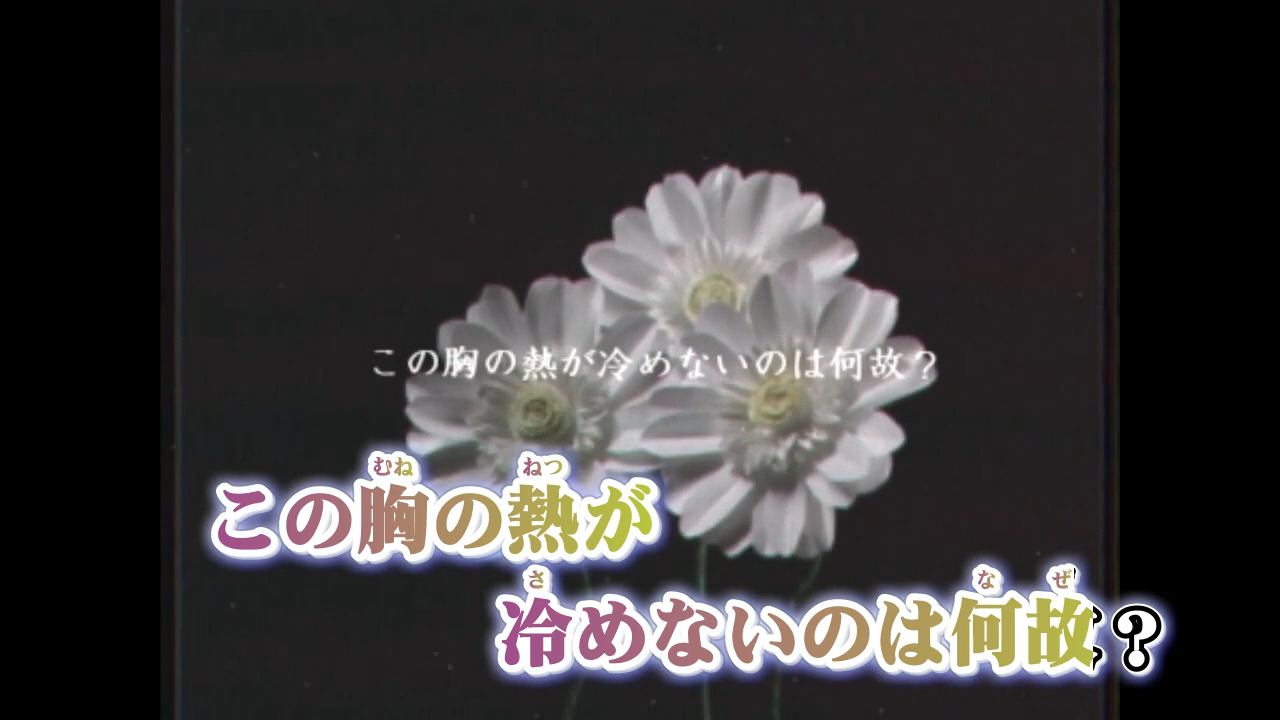 この胸の熱が冷めないのは何故？
むね ねつ
この胸の熱が
さ な ぜ
冷めないのは何故？